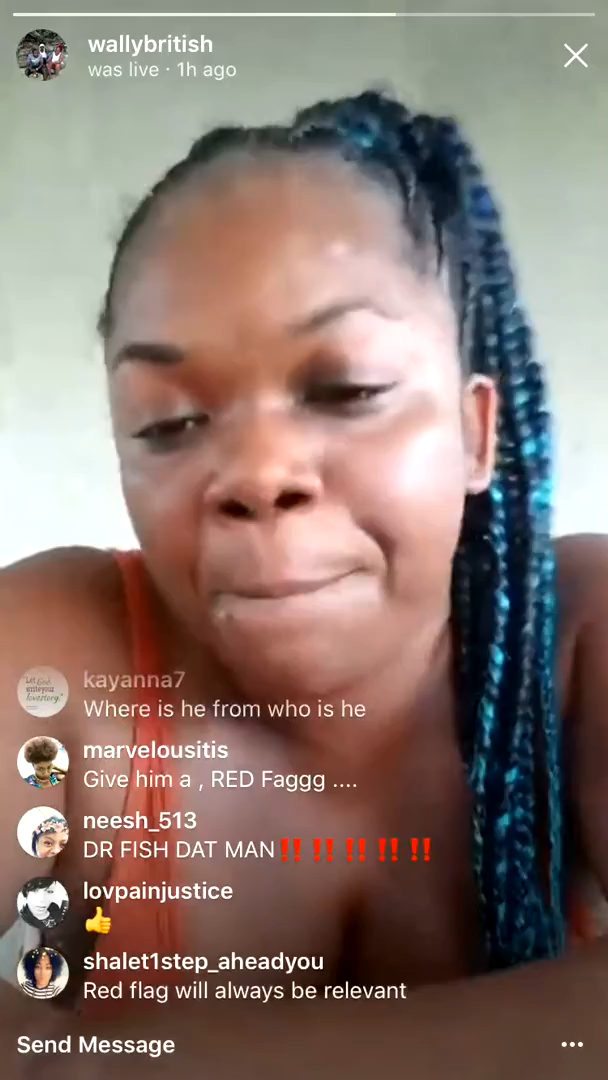 wallybritish
was live · 1h ago
kayanna7
Where is he from who is he
marvelousitis
Give him a , RED Faggg ....
neesh_513
DR FISH DAT MAN‼️ ‼️ ‼️ ‼️ ‼️
lovpainjustice
👍
shalet1step_aheadyou
Red flag will always be relevant
Send Message